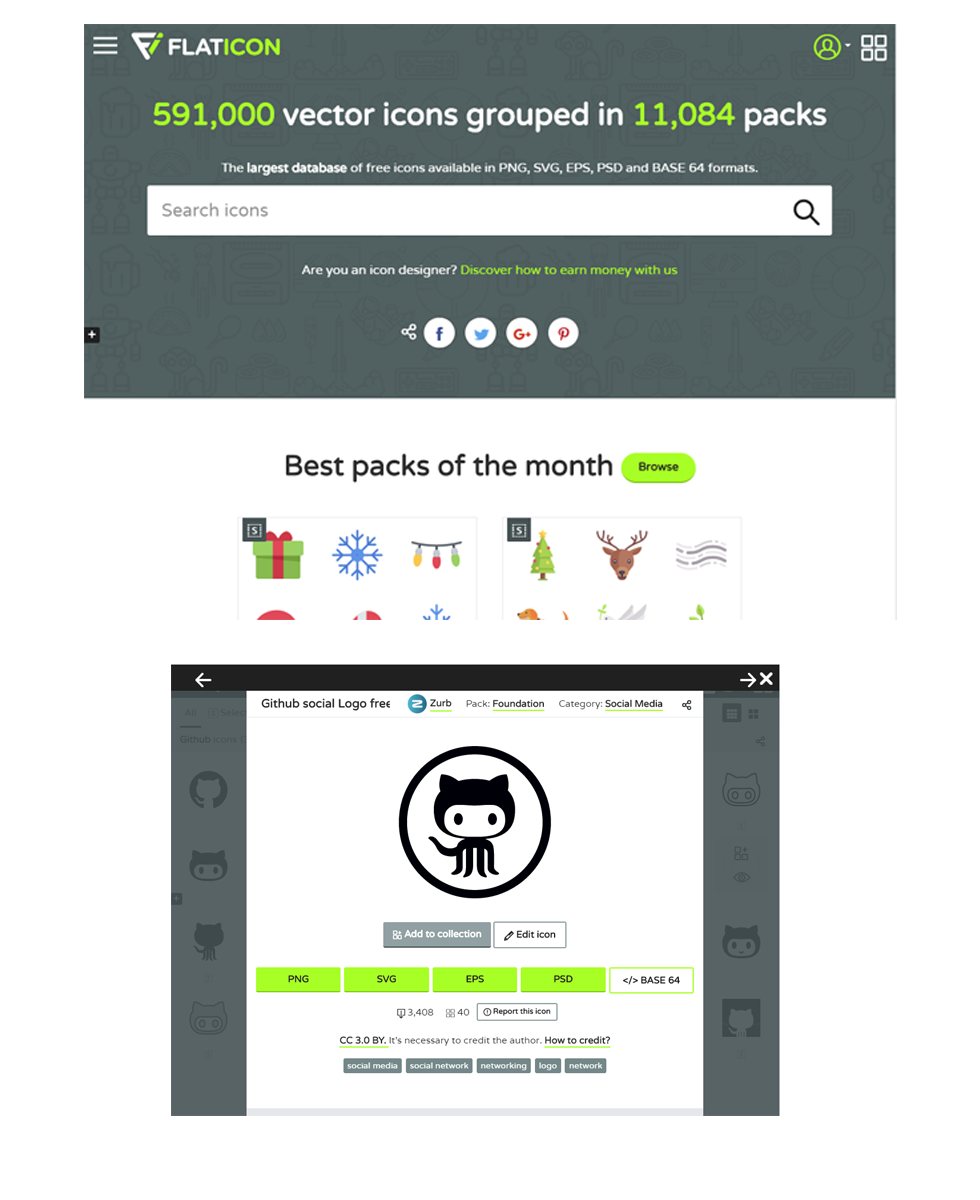 FLATICON
591,000 vector icons grouped in 11,084 packs
The largest database of free icons available in PNG, SVG, EPS, PSD and BASE 64 formats.
Search icons
Are you an icon designer? Discover how to earn money with us
Best packs of the month Browse
Github social Logo free Zurb Pack: Foundation Category: Social Media
All Select
Github icons
Add to collection Edit icon
PNG SVG EPS PSD </> BASE 64
3,408 40 Report this icon
CC 3.0 BY. It's necessary to credit the author. How to credit?
social media social network networking logo network